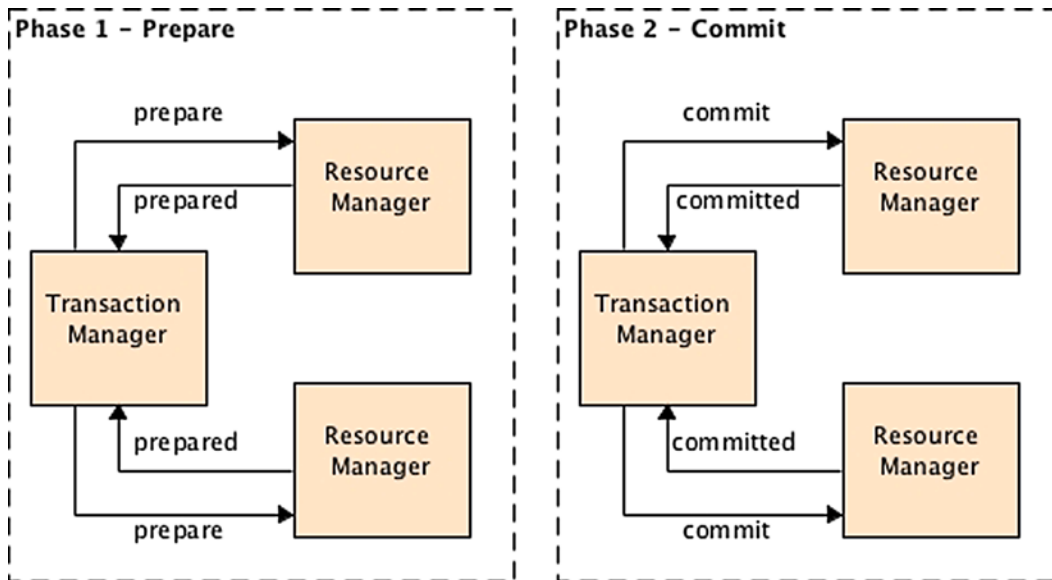 Phase 1 – Prepare
prepare
Resource
Manager
prepared
Transaction
Manager
prepared
Resource
Manager
prepare
Phase 2 – Commit
commit
Resource
Manager
committed
Transaction
Manager
committed
Resource
Manager
commit